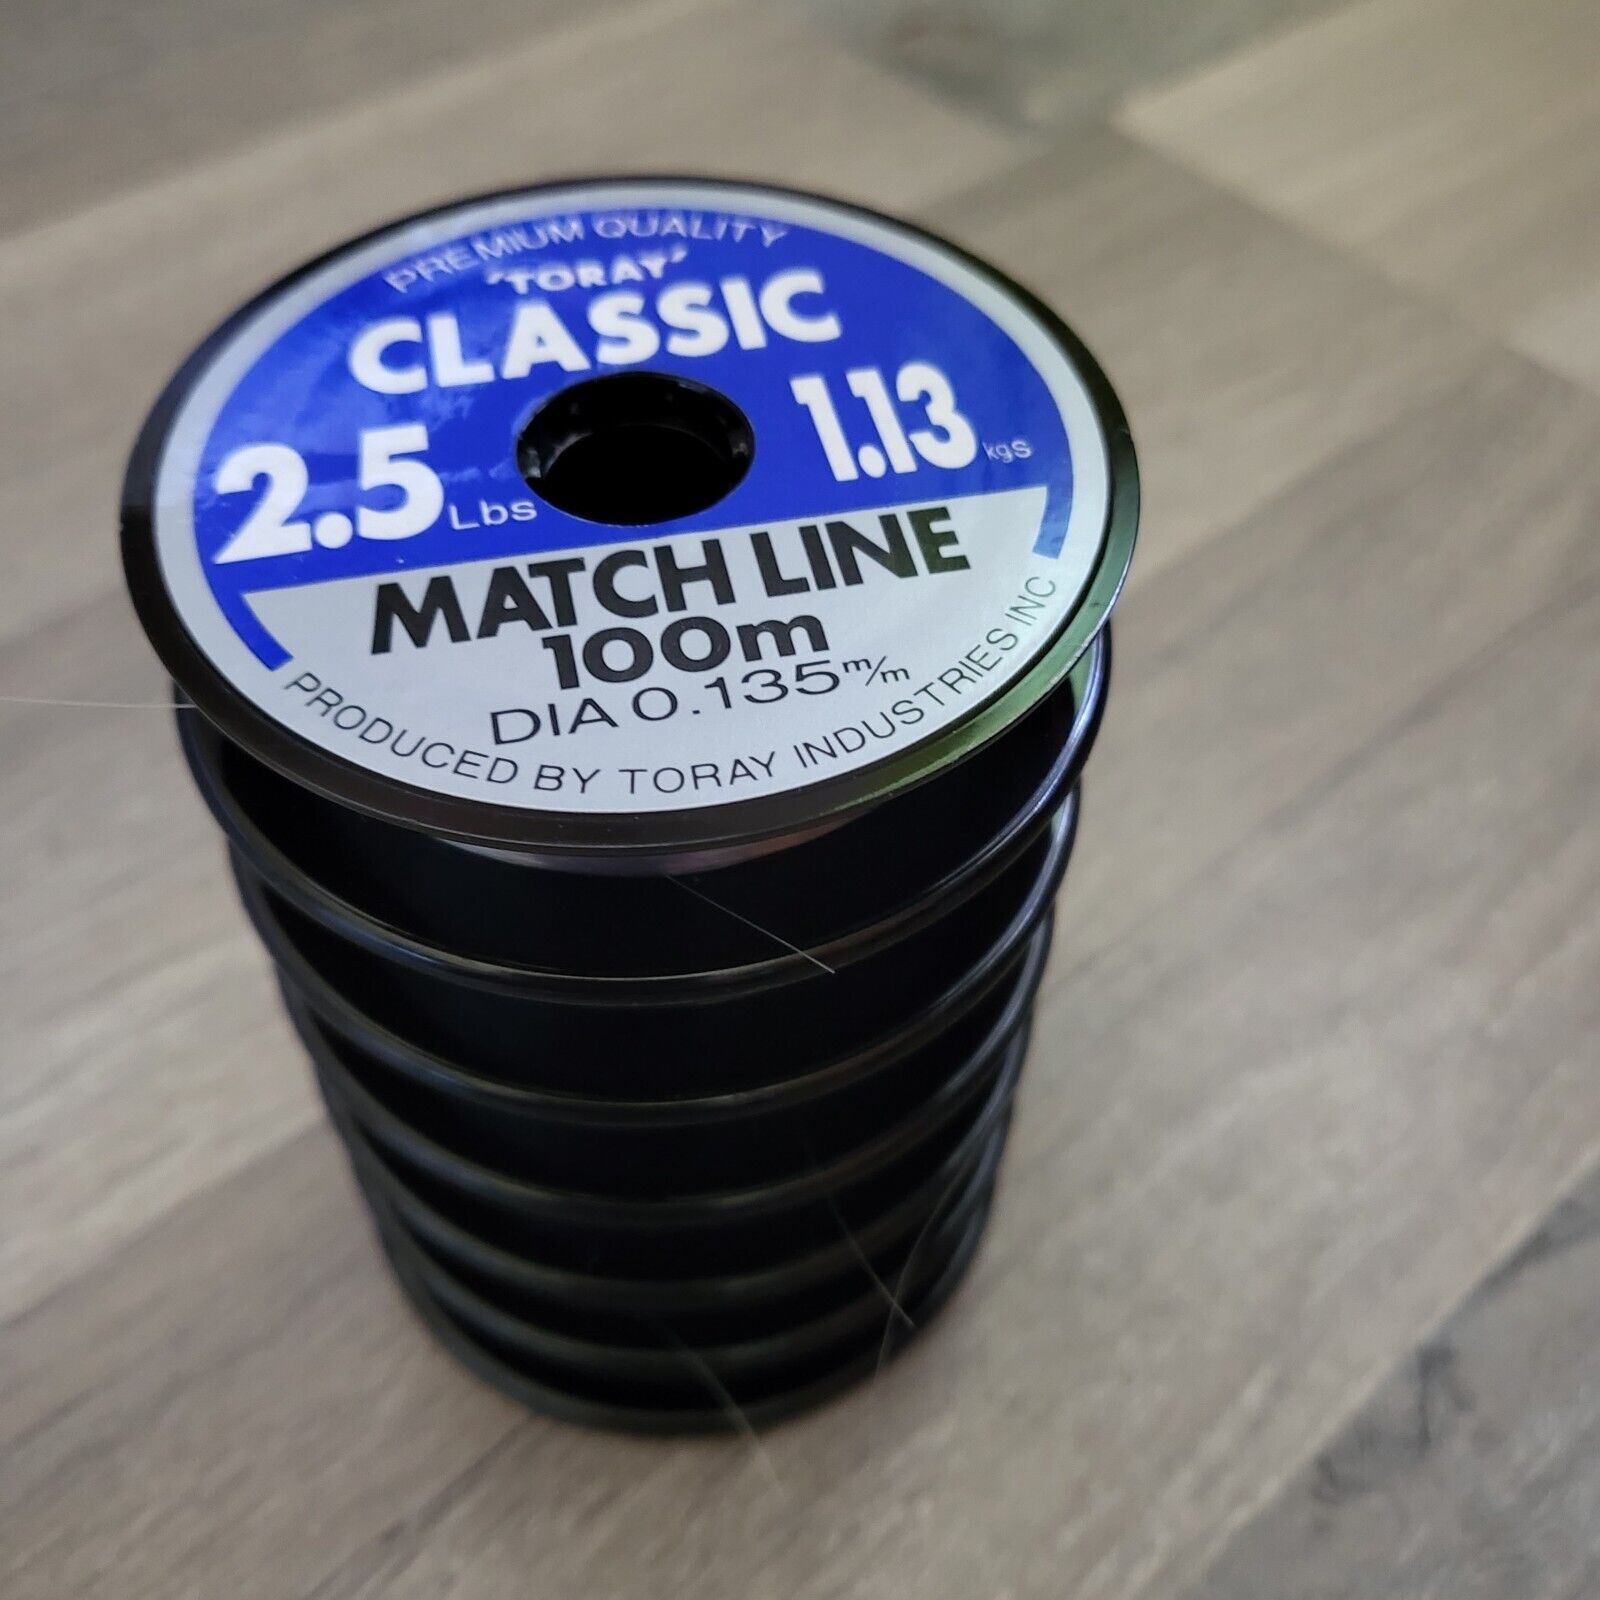 PREMIUM QUALITY
'TORAY'
CLASSIC
2.5 Lbs
1.13 kgs
MATCH LINE
100m
DIA 0.135 m/m
PRODUCED BY TORAY INDUSTRIES INC